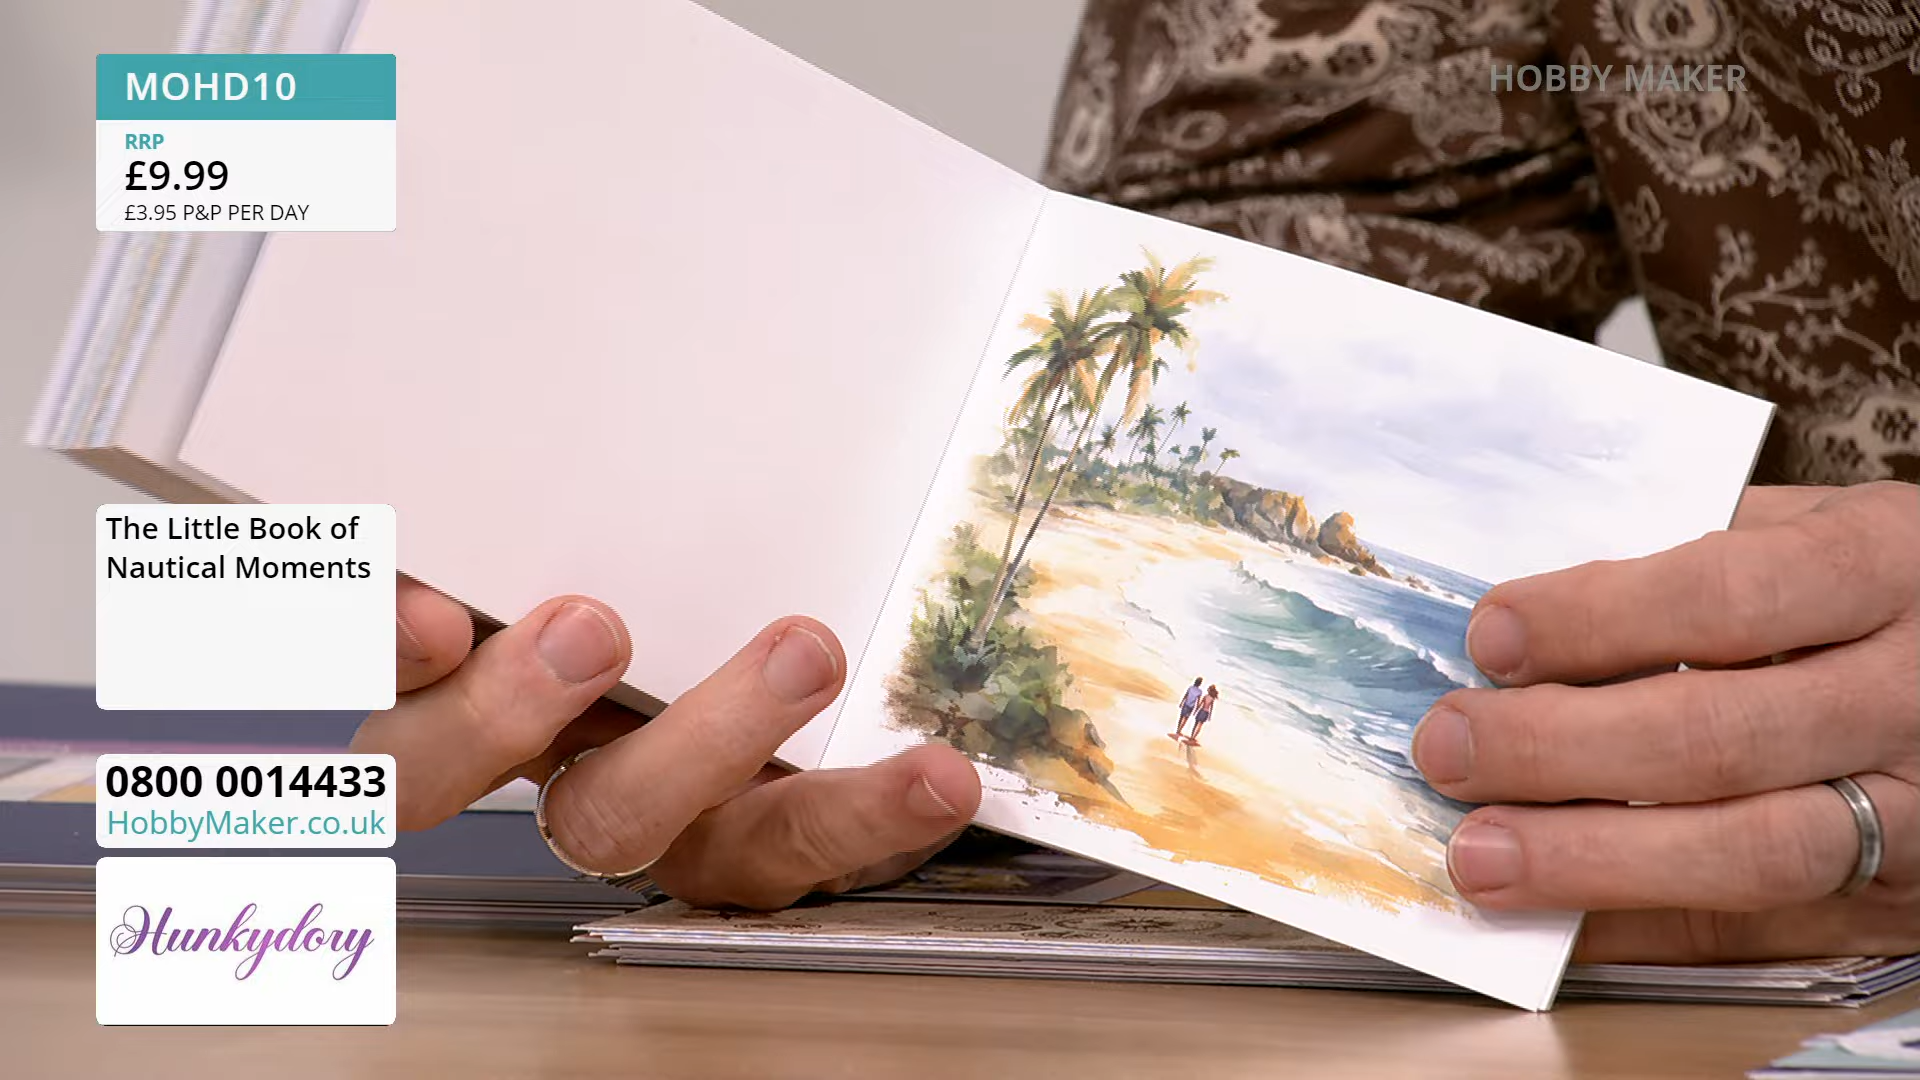 MOHD10
RRP
£9.99
£3.95 P&P PER DAY
HOBBY MAKER
The Little Book of
Nautical Moments
0800 0014433
HobbyMaker.co.uk
Hunkydory